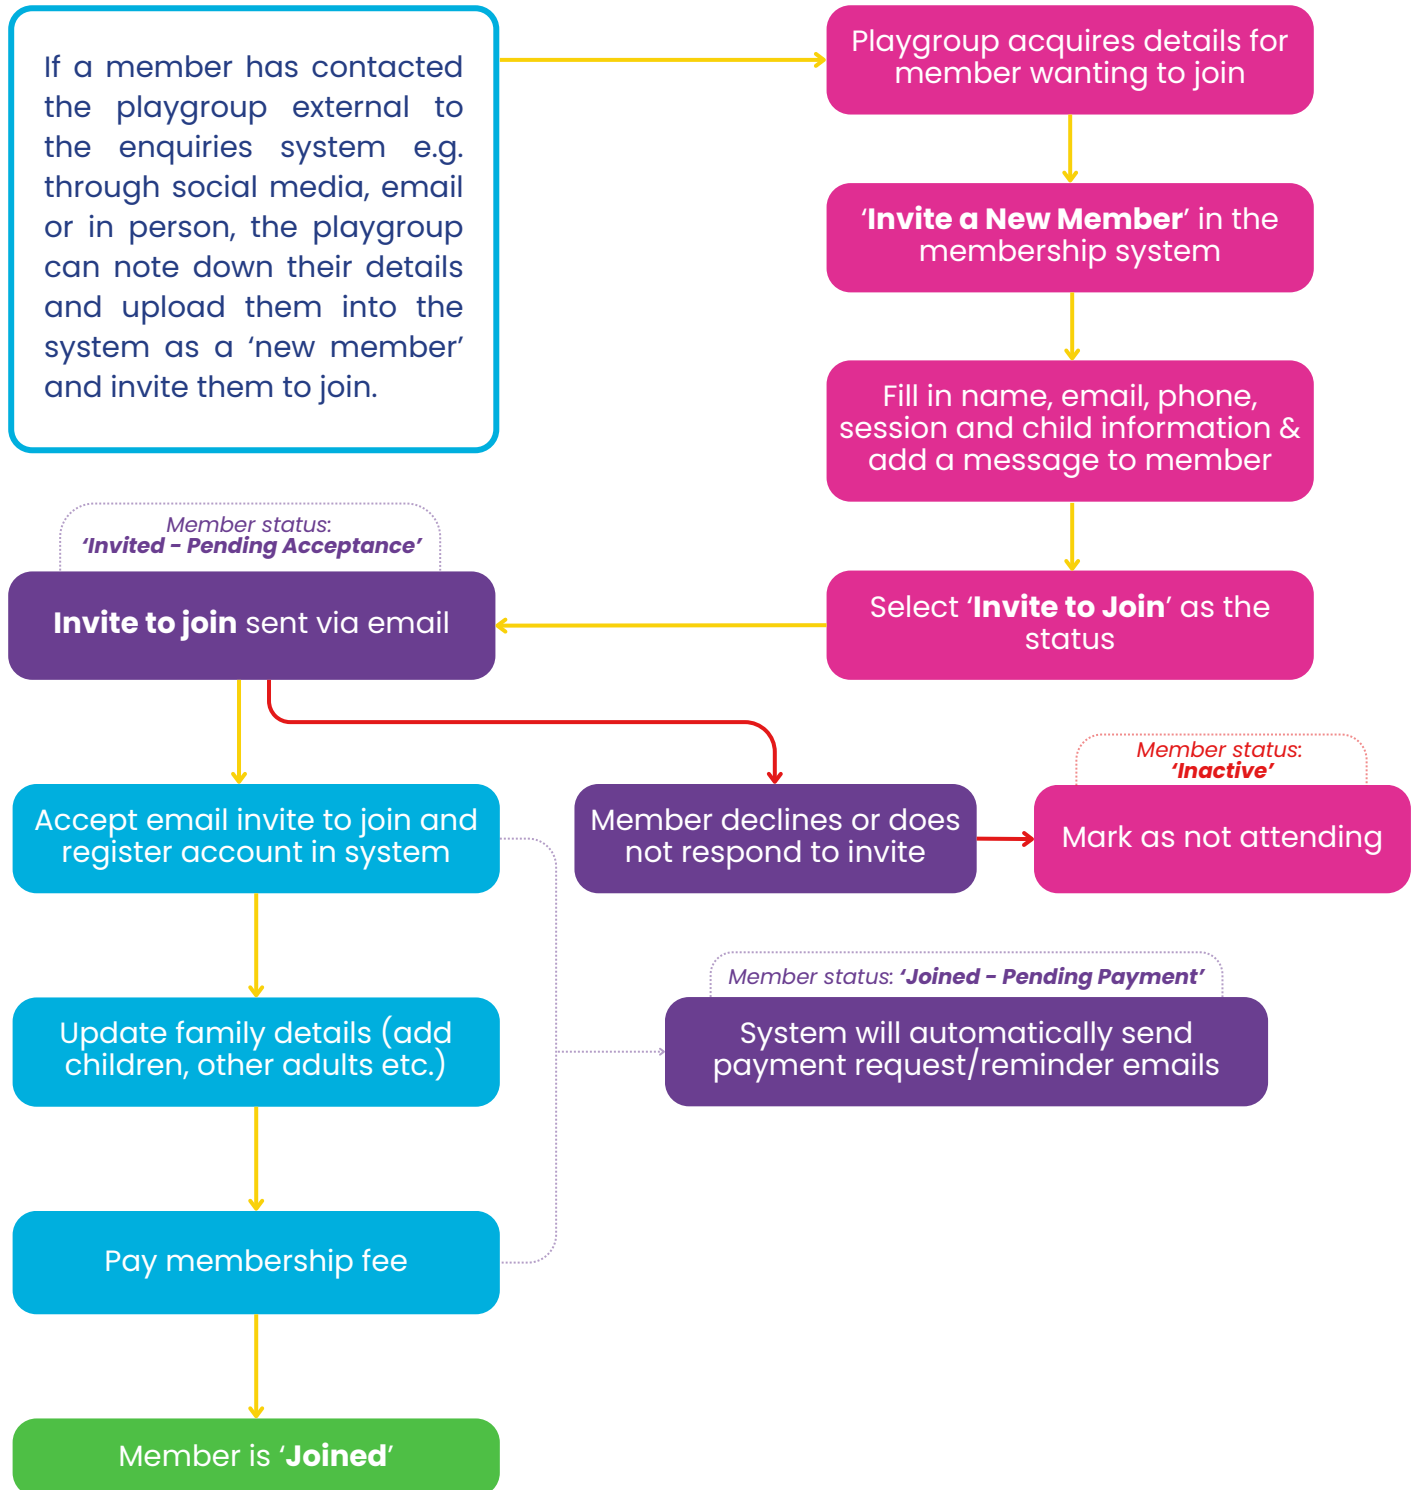 If a member has contacted
the playgroup external to
the enquiries system e.g.
through social media, email
or in person, the playgroup
can note down their details
and upload them into the
system as a ‘new member’
and invite them to join.
Playgroup acquires details for
member wanting to join
‘Invite a New Member’ in the
membership system
Fill in name, email, phone,
session and child information &
add a message to member
Select ‘Invite to Join’ as the
status
Member status:
‘Invited - Pending Acceptance’
Invite to join sent via email
Accept email invite to join and
register account in system
Member declines or does
not respond to invite
Member status:
‘Inactive’
Mark as not attending
Update family details (add
children, other adults etc.)
Member status: ‘Joined - Pending Payment’
System will automatically send
payment request/reminder emails
Pay membership fee
Member is ‘Joined’